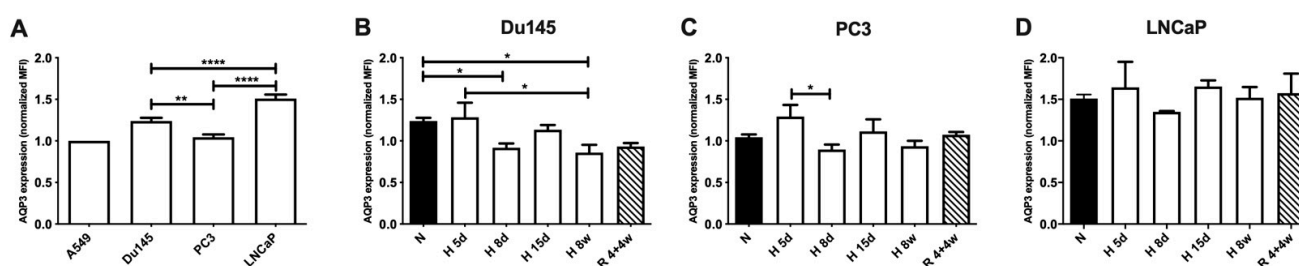 A
AQP3 expression (normalized MFI)
2.0
1.5
1.0
0.5
0.0
****
****
**
A549
Du145
PC3
LNCaP
B
Du145
AQP3 expression (normalized MFI)
2.0
1.5
1.0
0.5
0.0
*
*
*
N
H 5d
H 8d
H 15d
H 8w
R 4+4w
C
PC3
AQP3 expression (normalized MFI)
2.0
1.5
1.0
0.5
0.0
*
N
H 5d
H 8d
H 15d
H 8w
R 4+4w
D
LNCaP
AQP3 expression (normalized MFI)
2.0
1.5
1.0
0.5
0.0
N
H 5d
H 8d
H 15d
H 8w
R 4+4w